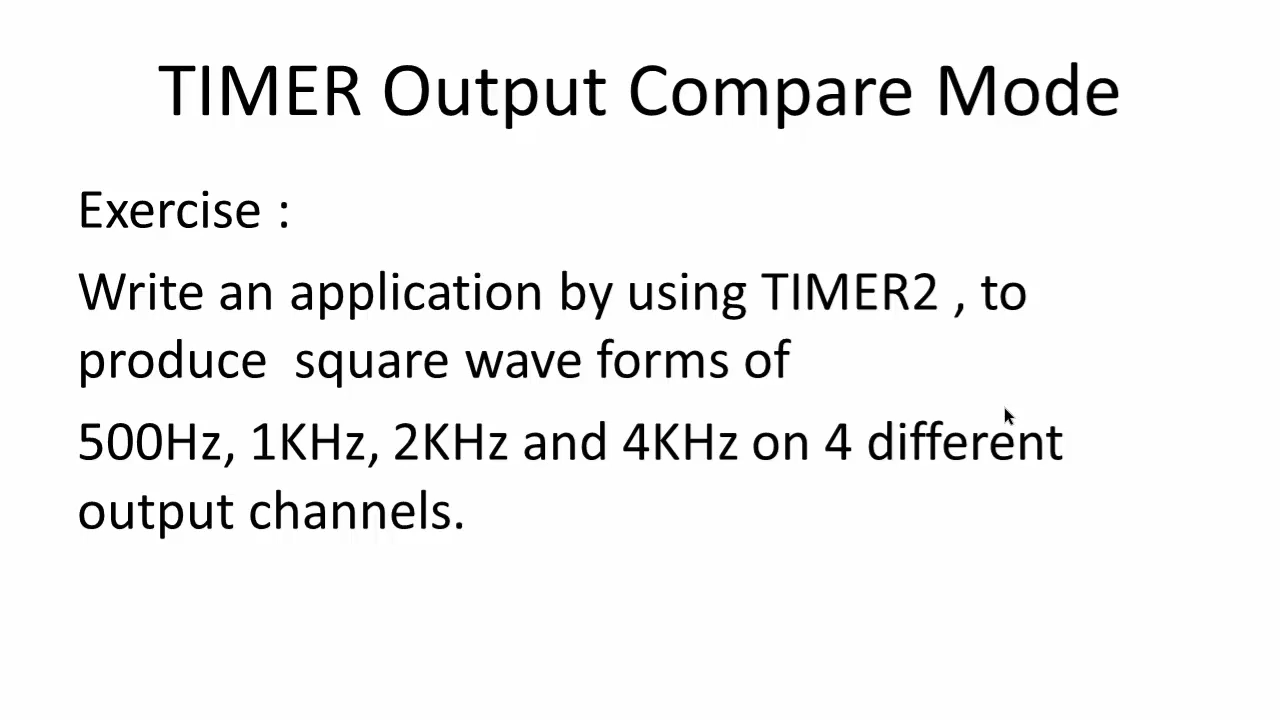 TIMER Output Compare Mode
Exercise :
Write an application by using TIMER2 , to
produce  square wave forms of
500Hz, 1KHz, 2KHz and 4KHz on 4 different
output channels.